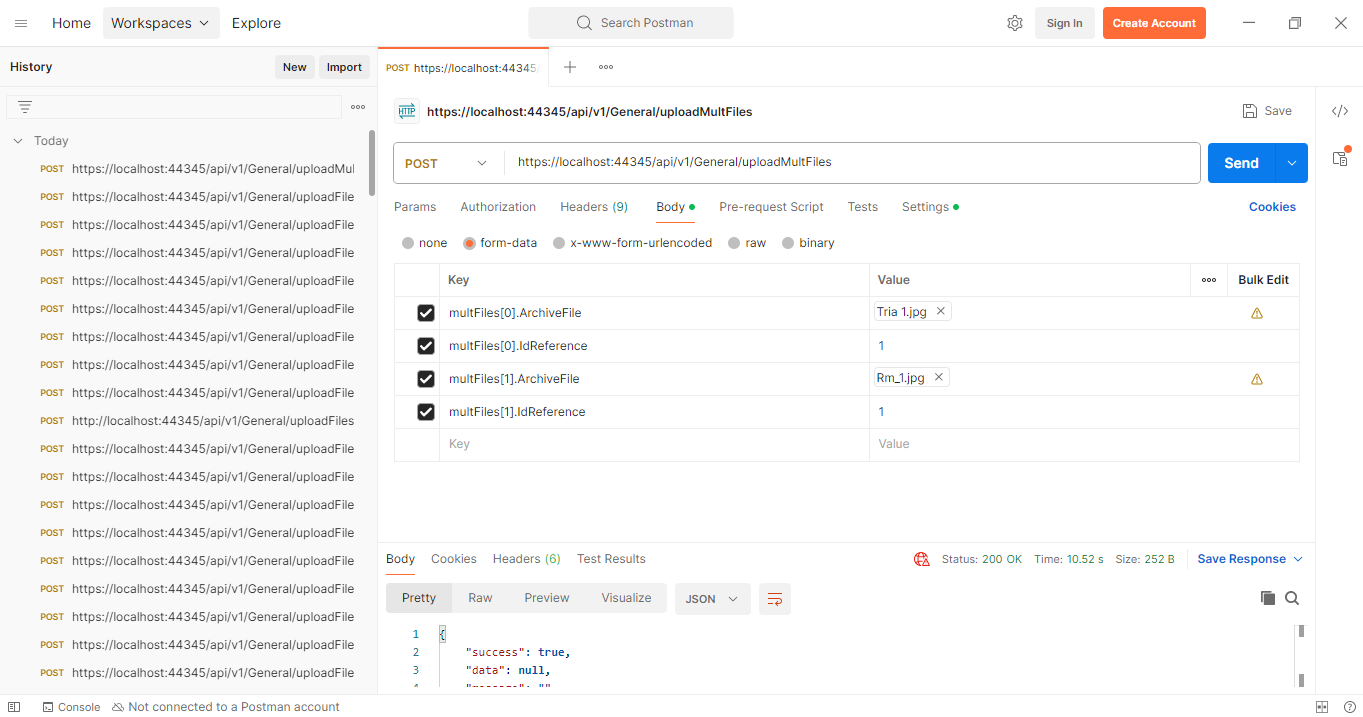 Home Workspaces Explore Search Postman Sign In Create Account
History New Import
POST https://localhost:44345
Today
POST https://localhost:44345/api/v1/General/uploadMul
POST https://localhost:44345/api/v1/General/uploadFile
POST https://localhost:44345/api/v1/General/uploadFile
POST https://localhost:44345/api/v1/General/uploadFile
POST https://localhost:44345/api/v1/General/uploadFile
POST https://localhost:44345/api/v1/General/uploadFile
POST https://localhost:44345/api/v1/General/uploadFile
POST https://localhost:44345/api/v1/General/uploadFile
POST https://localhost:44345/api/v1/General/uploadFile
POST http://localhost:44345/api/v1/General/uploadFiles
POST https://localhost:44345/api/v1/General/uploadFile
POST https://localhost:44345/api/v1/General/uploadFile
POST https://localhost:44345/api/v1/General/uploadFile
POST https://localhost:44345/api/v1/General/uploadFile
POST https://localhost:44345/api/v1/General/uploadFile
POST https://localhost:44345/api/v1/General/uploadFile
POST https://localhost:44345/api/v1/General/uploadFile
POST https://localhost:44345/api/v1/General/uploadFile
POST https://localhost:44345/api/v1/General/uploadFile
HTTP https://localhost:44345/api/v1/General/uploadMultFiles Save
POST https://localhost:44345/api/v1/General/uploadMultFiles Send
Params Authorization Headers (9) Body Pre-request Script Tests Settings Cookies
none form-data x-www-form-urlencoded raw binary
Key Value Bulk Edit
multFiles[0].ArchiveFile Tria 1.jpg
multFiles[0].IdReference 1
multFiles[1].ArchiveFile Rm_1.jpg
multFiles[1].IdReference 1
Key Value
Body Cookies Headers (6) Test Results Status: 200 OK Time: 10.52 s Size: 252 B Save Response
Pretty Raw Preview Visualize JSON
1 {
2 "success": true,
3 "data": null,
4 "message": ""
Console Not connected to a Postman account